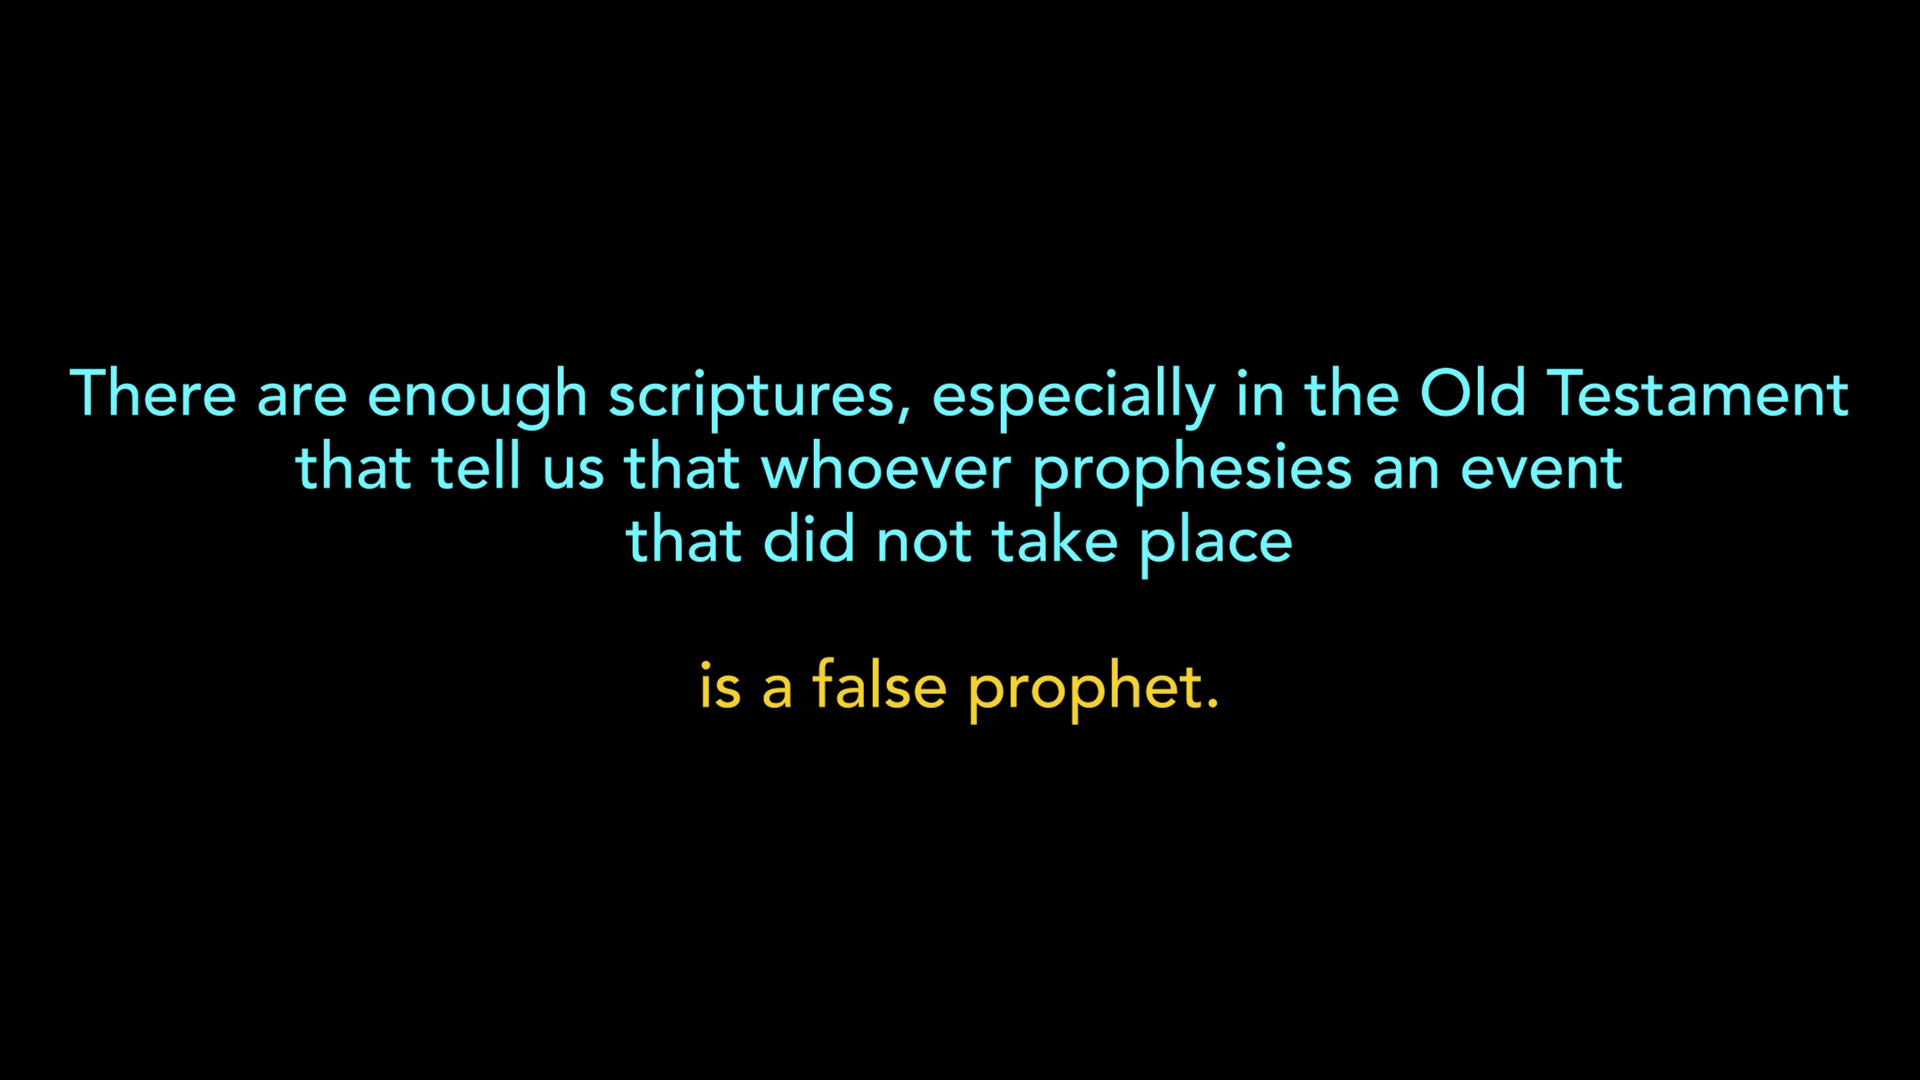 There are enough scriptures, especially in the Old Testament
that tell us that whoever prophesies an event
that did not take place
is a false prophet.